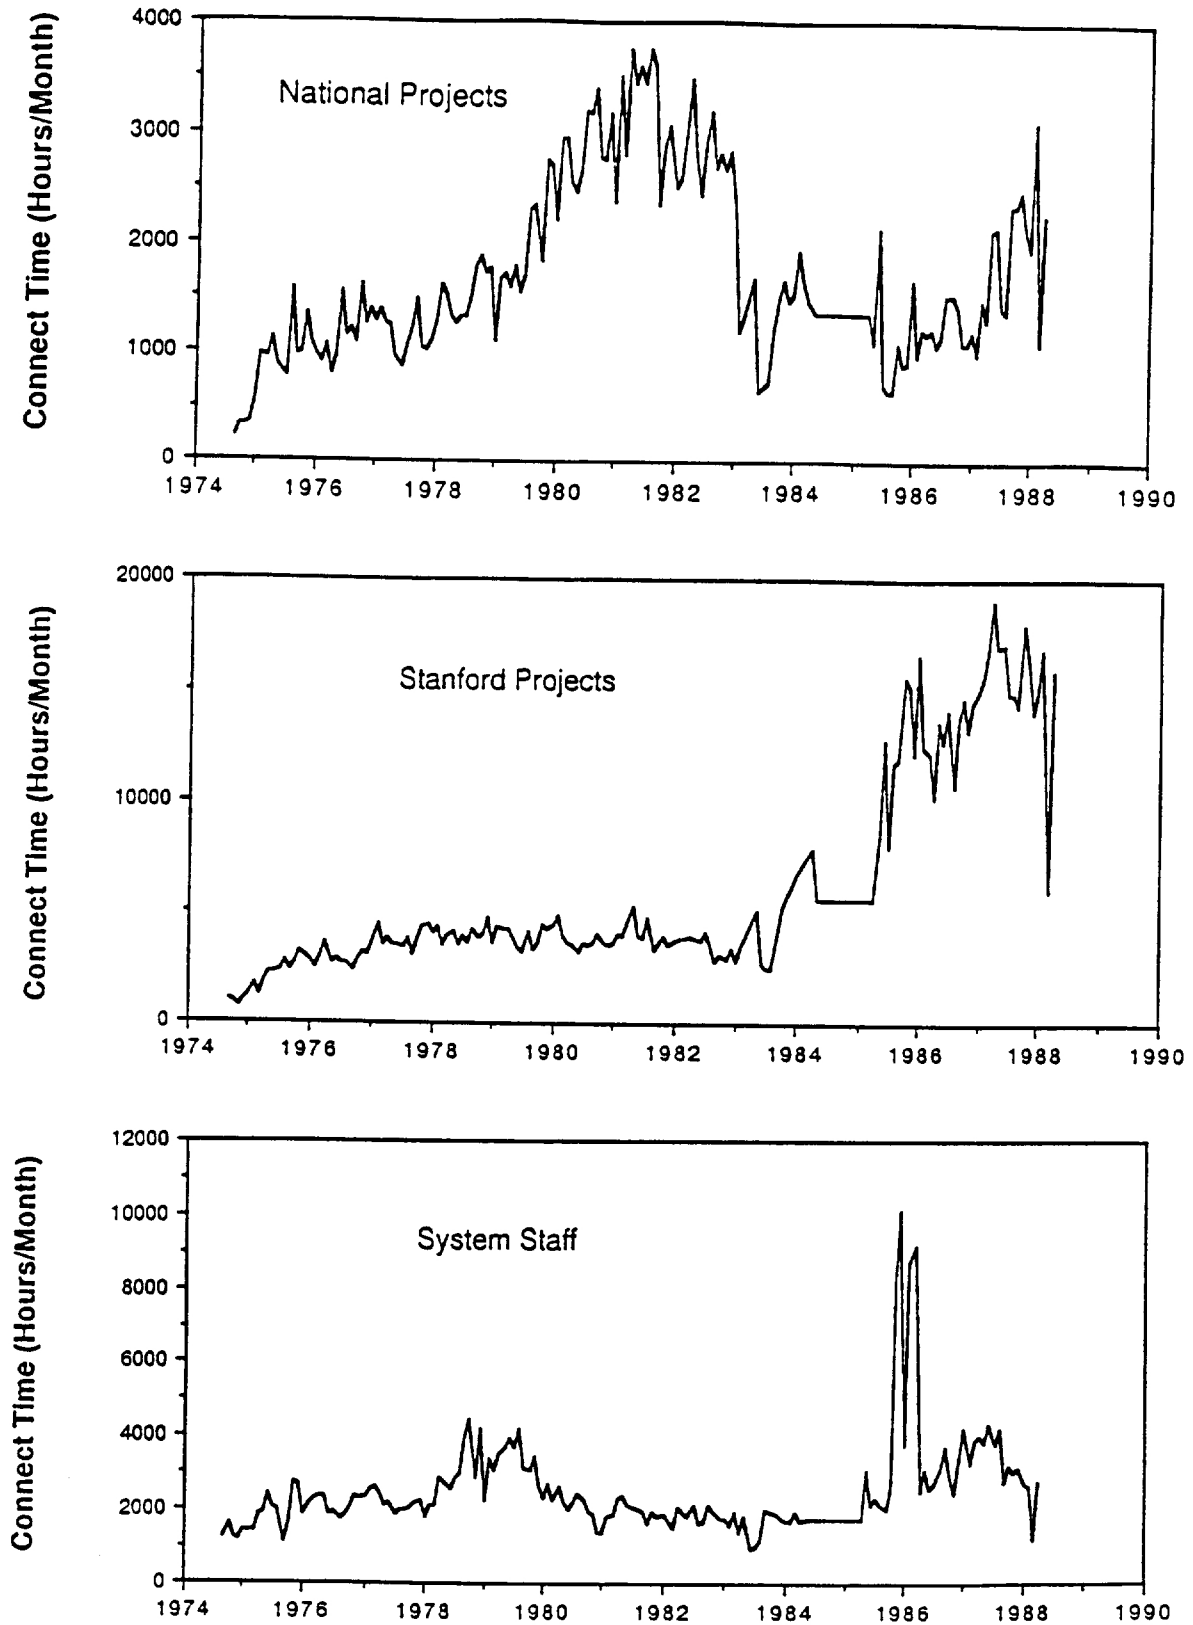 4000
National Projects
3000
2000
1000
0
Connect Time (Hours/Month)
1974 1976 1978 1980 1982 1984 1986 1988 1990
20000
Stanford Projects
10000
0
Connect Time (Hours/Month)
1974 1976 1978 1980 1982 1984 1986 1988 1990
12000
10000
System Staff
8000
6000
4000
2000
0
Connect Time (Hours/Month)
1974 1976 1978 1980 1982 1984 1986 1988 1990